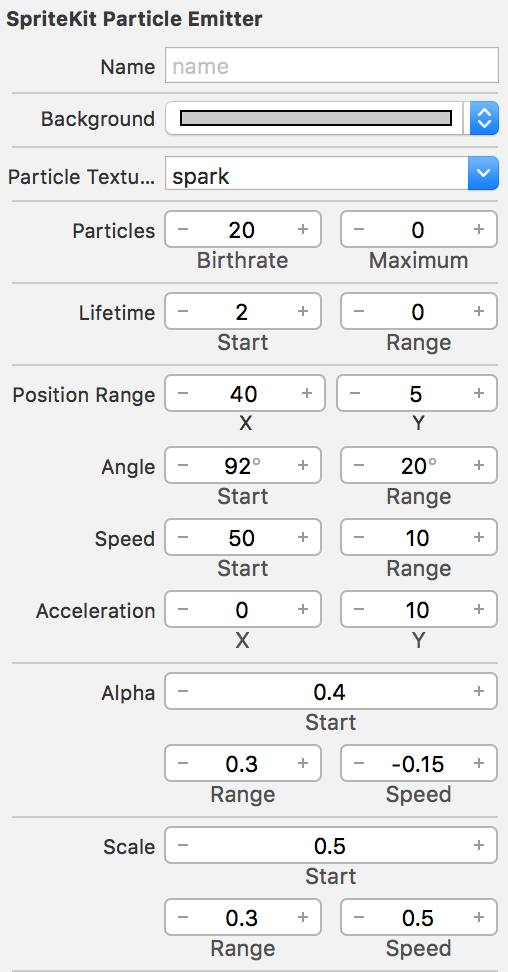 SpriteKit Particle Emitter
Name name
Background
Particle Textu... spark
Particles − 20 + − 0 +
Birthrate Maximum
Lifetime − 2 + − 0 +
Start Range
Position Range − 40 + − 5 +
X Y
Angle − 92° + − 20° +
Start Range
Speed − 50 + − 10 +
Start Range
Acceleration − 0 + − 10 +
X Y
Alpha − 0.4 +
Start
− 0.3 + − -0.15 +
Range Speed
Scale − 0.5 +
Start
− 0.3 + − 0.5 +
Range Speed